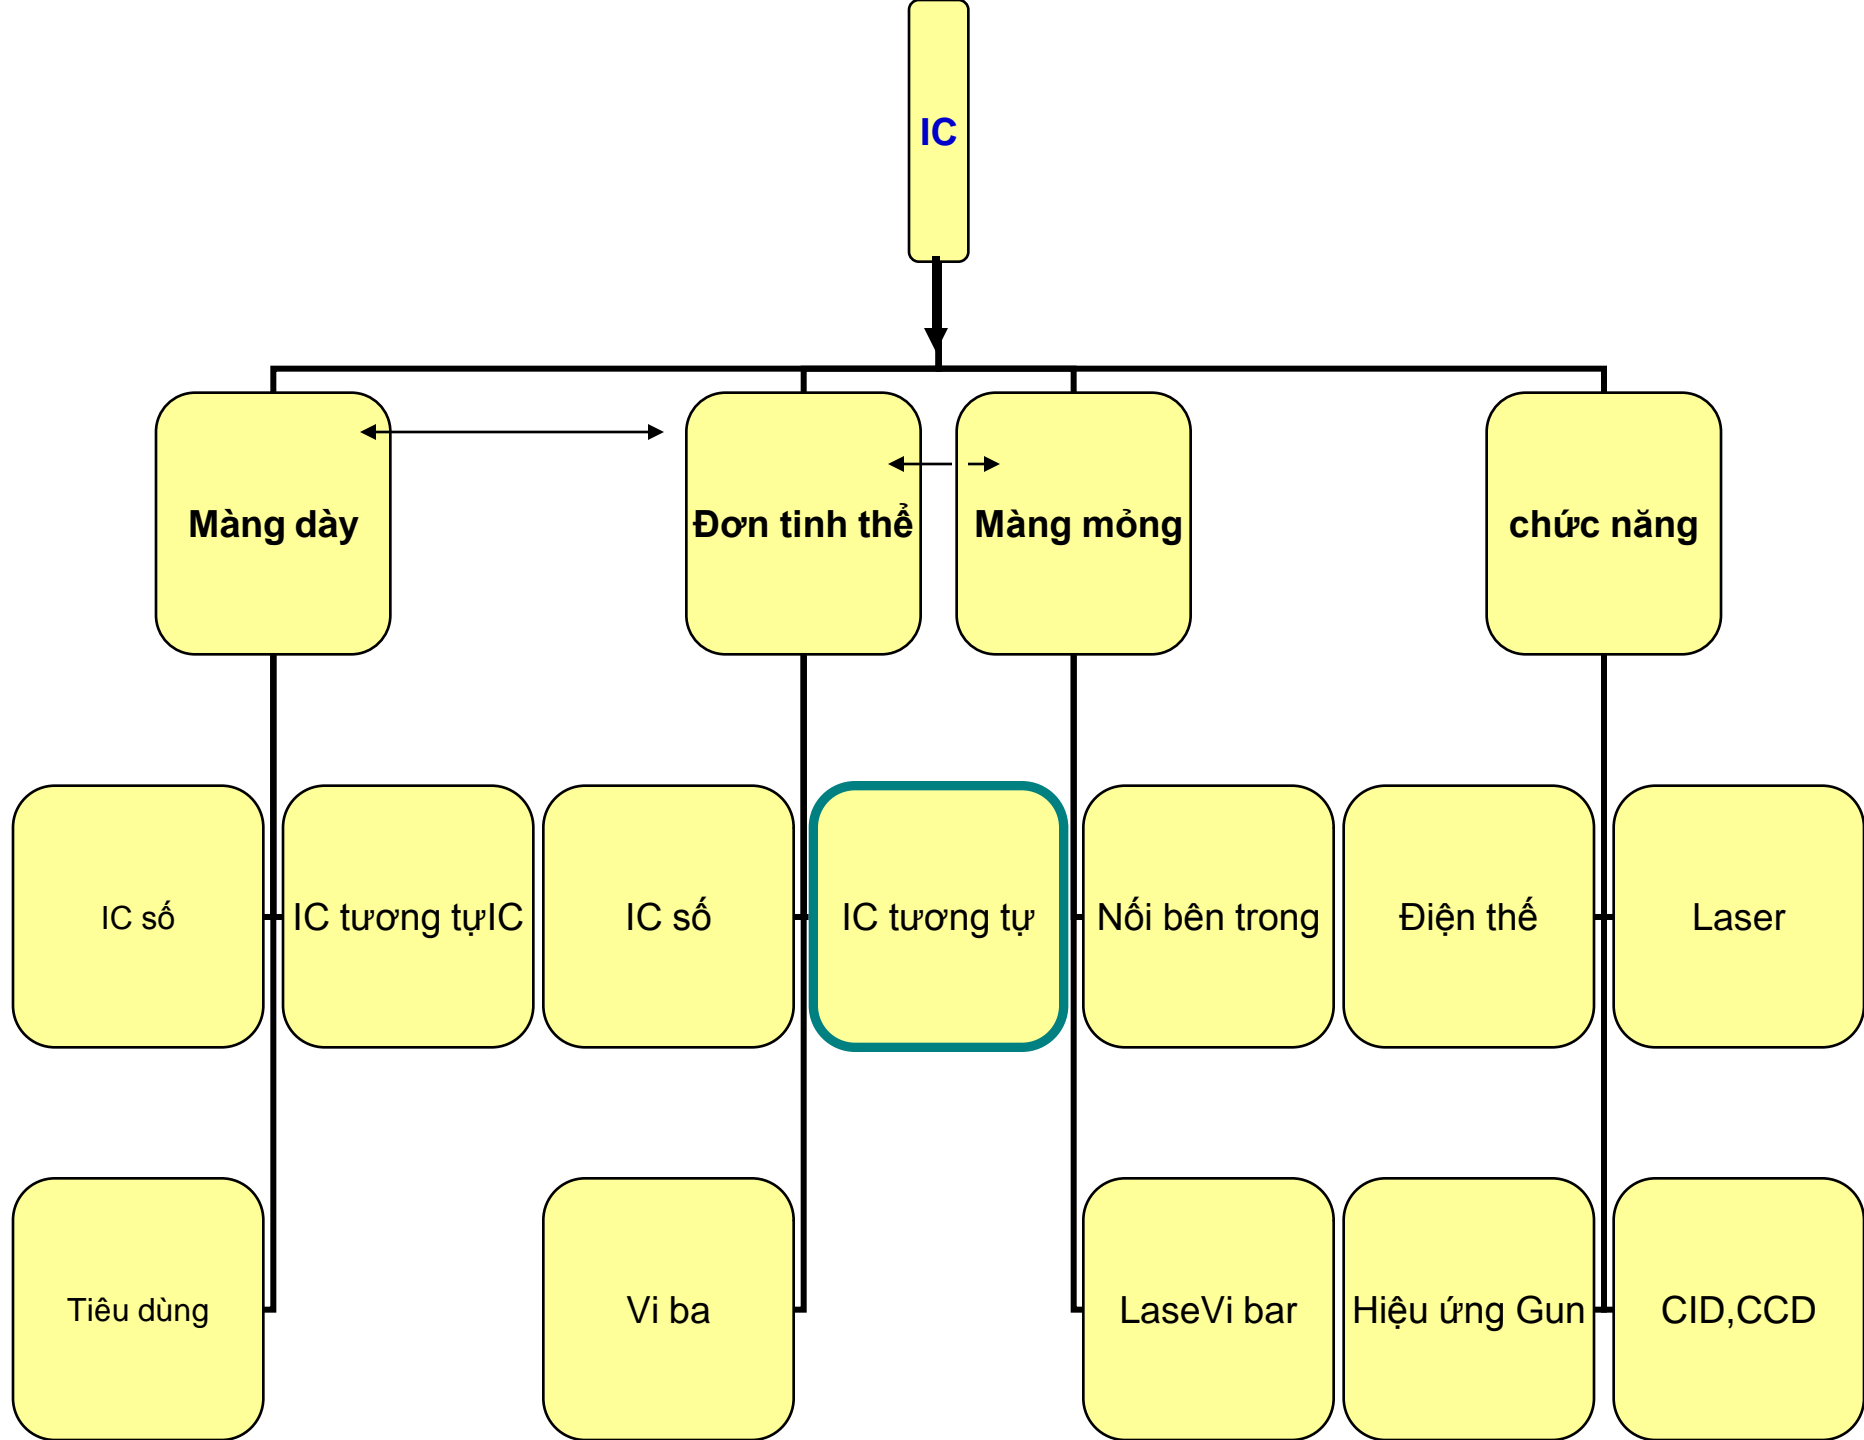 IC
Màng dày
Đơn tinh thể
Màng mỏng
chức năng
IC số
IC tương tựIC
IC số
IC tương tự
Nối bên trong
Điện thế
Laser
Tiêu dùng
Vi ba
LaseVi bar
Hiệu ứng Gun
CID,CCD